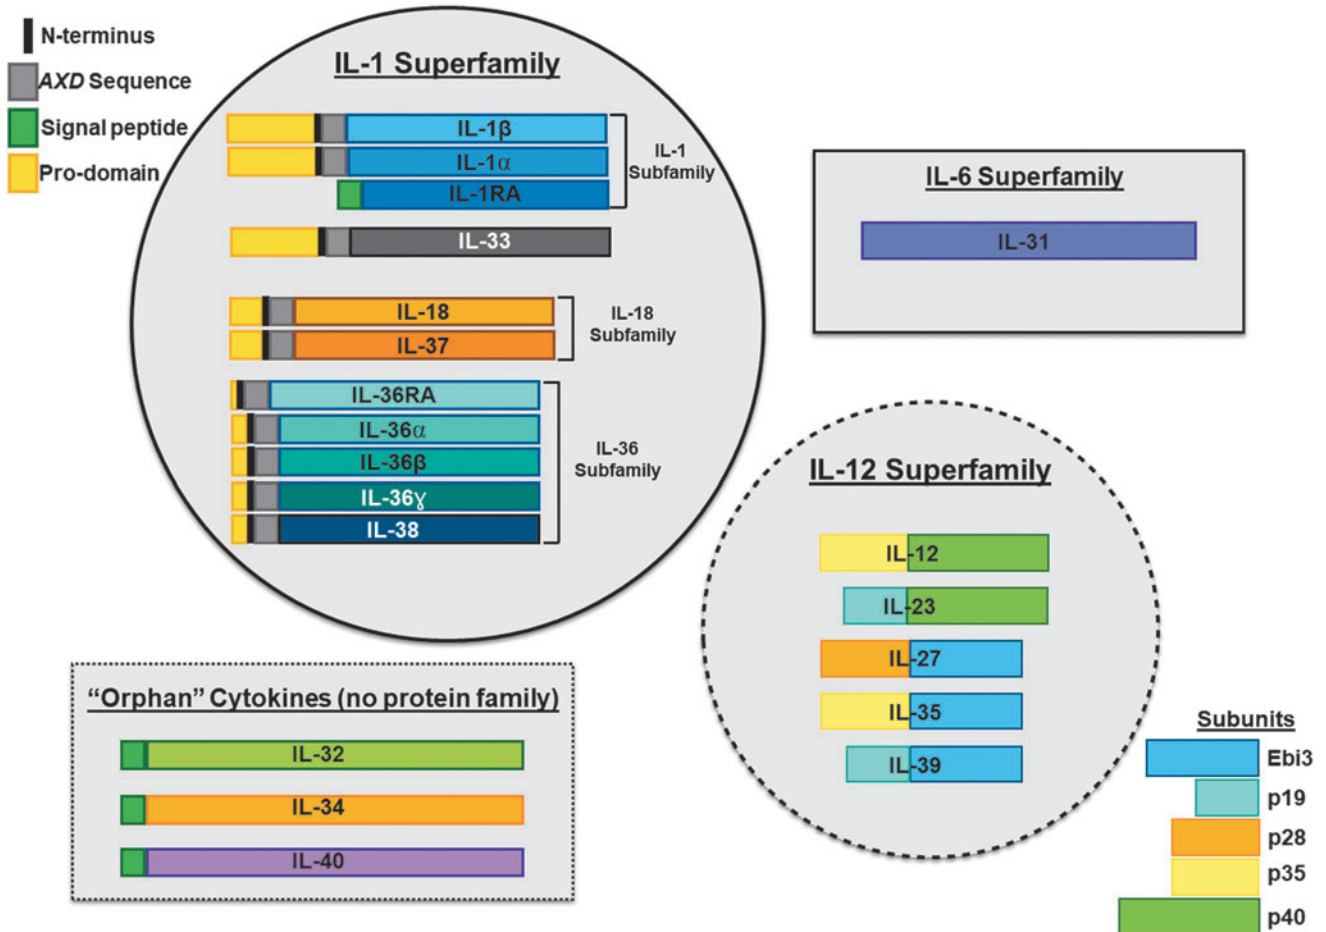 N-terminus
AXD Sequence
Signal peptide
Pro-domain
IL-1 Superfamily
IL-1β
IL-1α
IL-1RA
IL-1
Subfamily
IL-33
IL-18
IL-37
IL-18
Subfamily
IL-36RA
IL-36α
IL-36β
IL-36ɣ
IL-38
IL-36
Subfamily
IL-6 Superfamily
IL-31
IL-12 Superfamily
IL-12
IL-23
IL-27
IL-35
IL-39
“Orphan” Cytokines (no protein family)
IL-32
IL-34
IL-40
Subunits
Ebi3
p19
p28
p35
p40